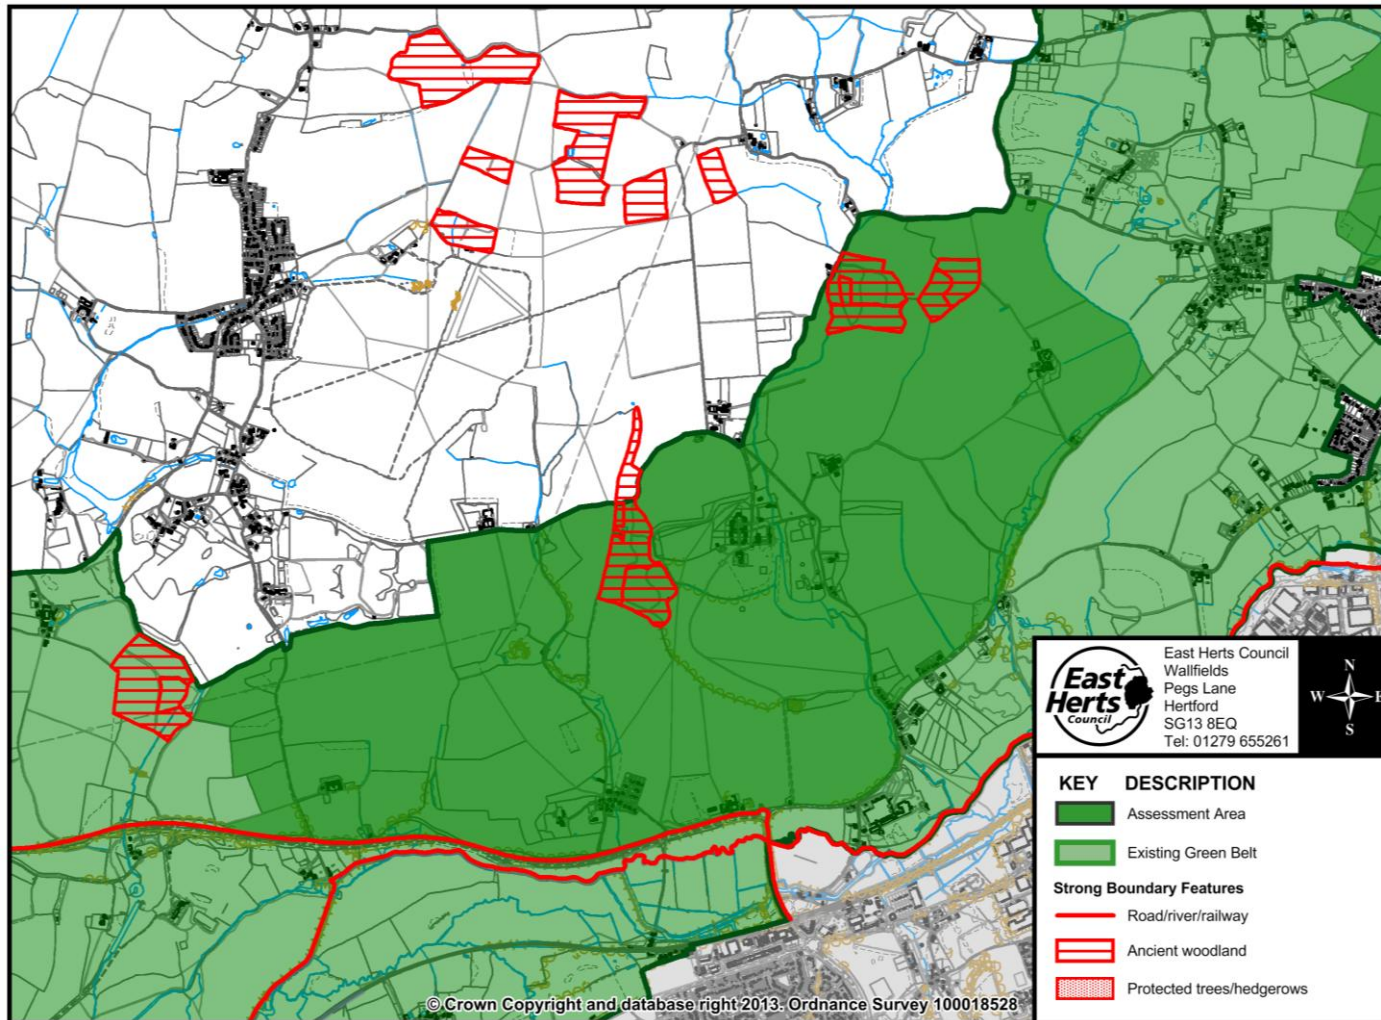 East Herts Council
Wallfields
Pegs Lane
Hertford
SG13 8EQ
Tel: 01279 655261
East
Herts
Council
N
W E
S
KEY DESCRIPTION
Assessment Area
Existing Green Belt
Strong Boundary Features
Road/river/railway
Ancient woodland
Protected trees/hedgerows
© Crown Copyright and database right 2013. Ordnance Survey 100018528